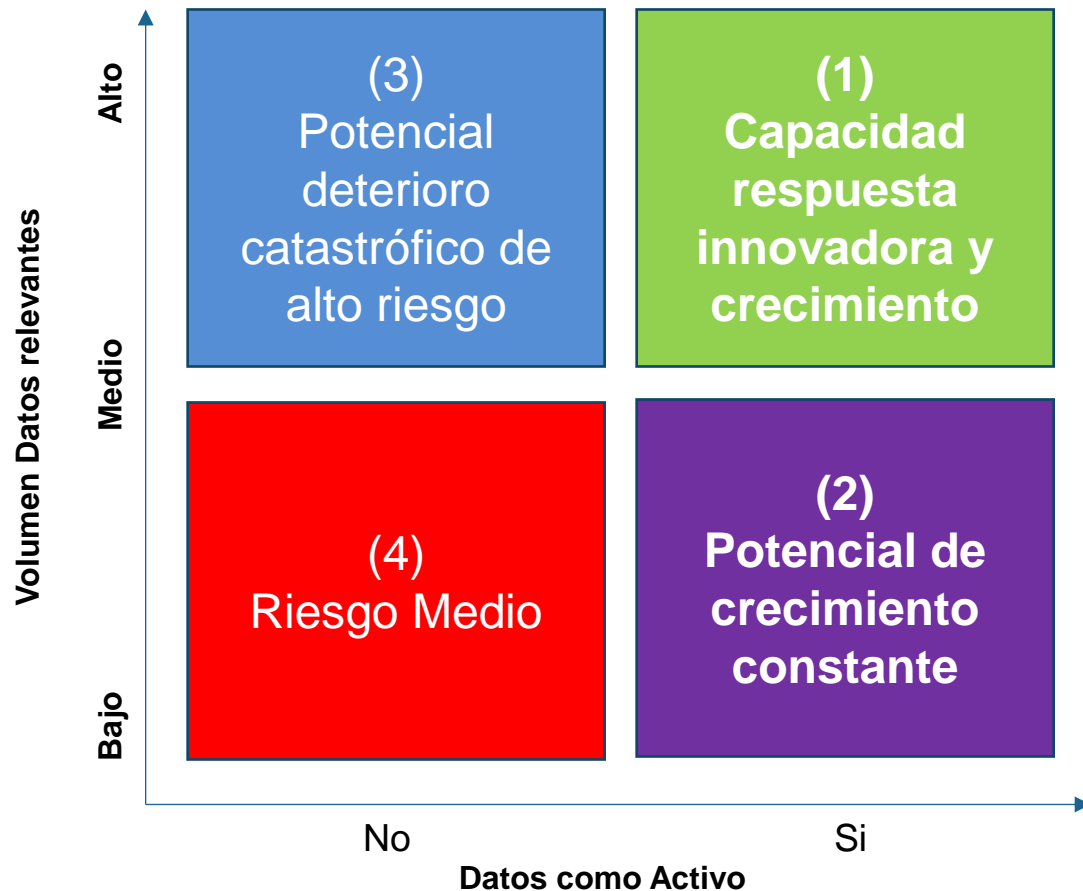 Volumen Datos relevantes
Alto
Medio
Bajo
(3)
Potencial
deterioro
catastrófico de
alto riesgo
(1)
Capacidad
respuesta
innovadora y
crecimiento
(4)
Riesgo Medio
(2)
Potencial de
crecimiento
constante
No
Si
Datos como Activo